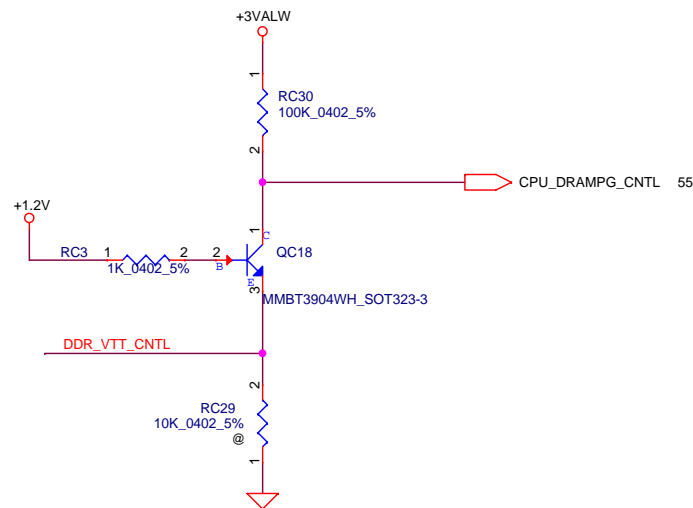 +3VALW
1
RC30
100K_0402_5%
2
CPU_DRAMPG_CNTL 55
+1.2V
1
C
RC3 1 2 2 QC18
1K_0402_5% B
E
3
MMBT3904WH_SOT323-3
DDR_VTT_CNTL
2
RC29
10K_0402_5%
@
1